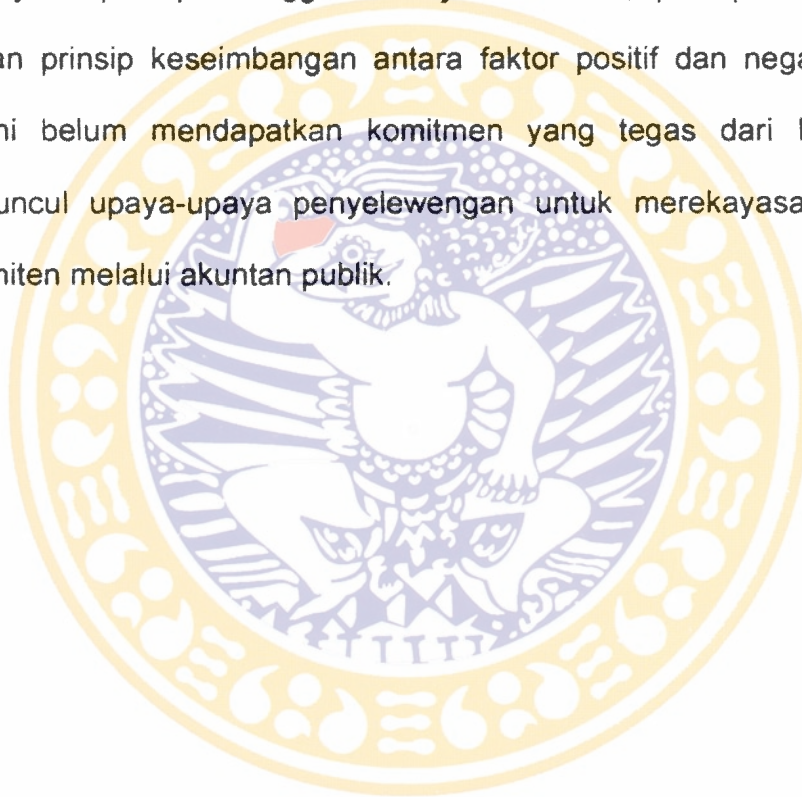 an prinsip keseimbangan antara faktor positif dan nega
ni belum mendapatkan komitmen yang tegas dari
uncul upaya-upaya penyelewengan untuk merekayasa
niten melalui akuntan publik.